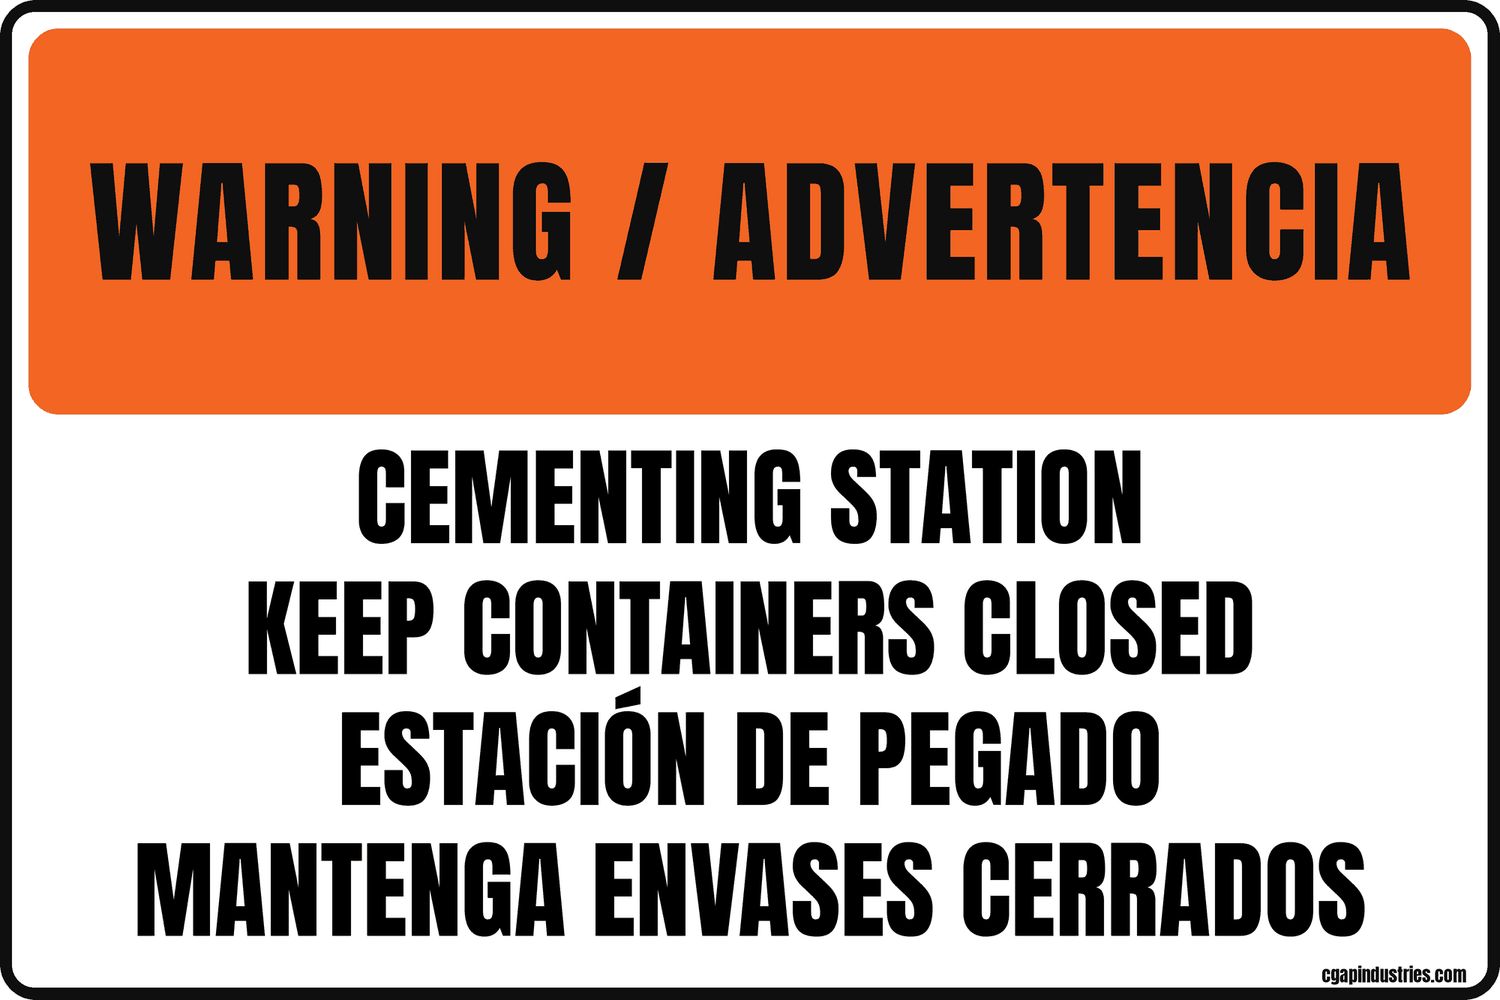 WARNING / ADVERTENCIA
CEMENTING STATION
KEEP CONTAINERS CLOSED
ESTACIÓN DE PEGADO
MANTENGA ENVASES CERRADOS
cgapindustries.com